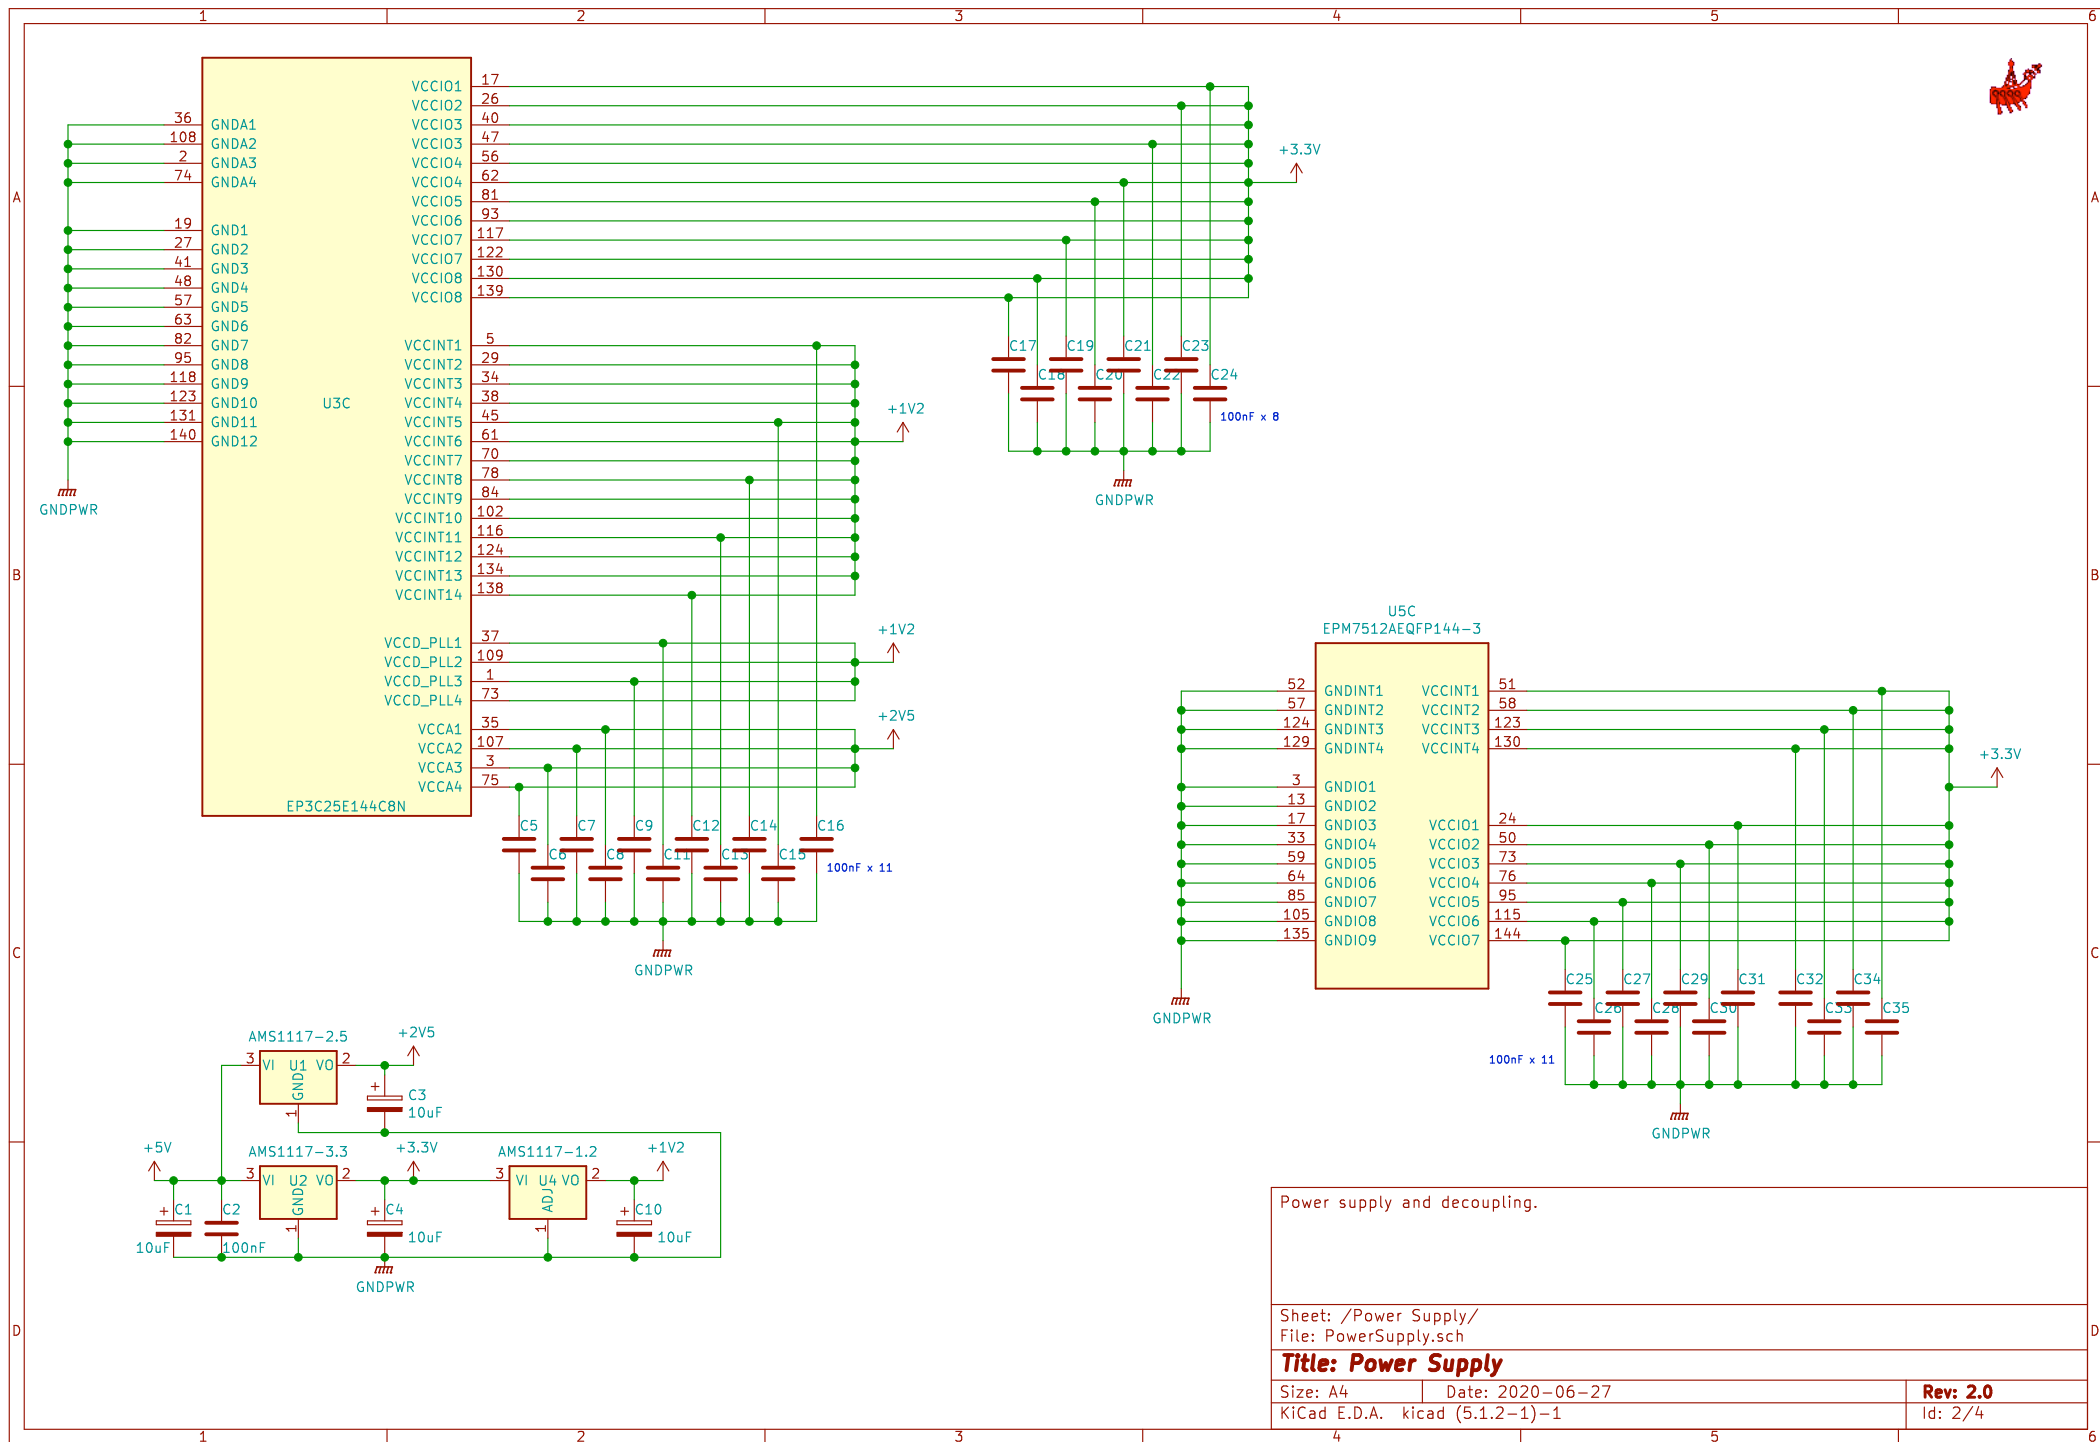 1 2 3 4 5 6
A
B
C
D
A
B
C
D
36 GNDA1
108 GNDA2
2 GNDA3
74 GNDA4
19 GND1
27 GND2
41 GND3
48 GND4
57 GND5
63 GND6
82 GND7
95 GND8
118 GND9
123 GND10
131 GND11
140 GND12
GNDPWR
U3C
EP3C25E144C8N
VCCIO1 17
VCCIO2 26
VCCIO3 40
VCCIO3 47
VCCIO4 56
VCCIO4 62
VCCIO5 81
VCCIO6 93
VCCIO7 117
VCCIO7 122
VCCIO8 130
VCCIO8 139
VCCINT1 5
VCCINT2 29
VCCINT3 34
VCCINT4 38
VCCINT5 45
VCCINT6 61
VCCINT7 70
VCCINT8 78
VCCINT9 84
VCCINT10 102
VCCINT11 116
VCCINT12 124
VCCINT13 134
VCCINT14 138
VCCD_PLL1 37
VCCD_PLL2 109
VCCD_PLL3 1
VCCD_PLL4 73
VCCA1 35
VCCA2 107
VCCA3 3
VCCA4 75
+3.3V
+1V2
+1V2
+2V5
C17 C19 C21 C23
C18 C20 C22 C24
100nF x 8
GNDPWR
C5 C7 C9 C12 C14 C16
C6 C8 C11 C13 C15
100nF x 11
GNDPWR
U5C
EPM7512AEQFP144-3
52 GNDINT1 VCCINT1 51
57 GNDINT2 VCCINT2 58
124 GNDINT3 VCCINT3 123
129 GNDINT4 VCCINT4 130
3 GNDIO1
13 GNDIO2
17 GNDIO3 VCCIO1 24
33 GNDIO4 VCCIO2 50
59 GNDIO5 VCCIO3 73
64 GNDIO6 VCCIO4 76
85 GNDIO7 VCCIO5 95
105 GNDIO8 VCCIO6 115
135 GNDIO9 VCCIO7 144
+3.3V
GNDPWR
C25 C27 C29 C31 C32 C34
C26 C28 C30 C33 C35
100nF x 11
GNDPWR
AMS1117-2.5
+2V5
3 VI U1 VO 2
GND
1
+
C3
10uF
+5V
AMS1117-3.3
+3.3V
AMS1117-1.2
+1V2
3 VI U2 VO 2
GND
1
3 VI U4 VO 2
ADJ
1
+ C1
10uF
C2
100nF
+ C4
10uF
+ C10
10uF
GNDPWR
Power supply and decoupling.
Sheet: /Power Supply/
File: PowerSupply.sch
Title: Power Supply
Size: A4 Date: 2020-06-27 Rev: 2.0
KiCad E.D.A. kicad (5.1.2-1)-1 Id: 2/4
1 2 3 4 5 6